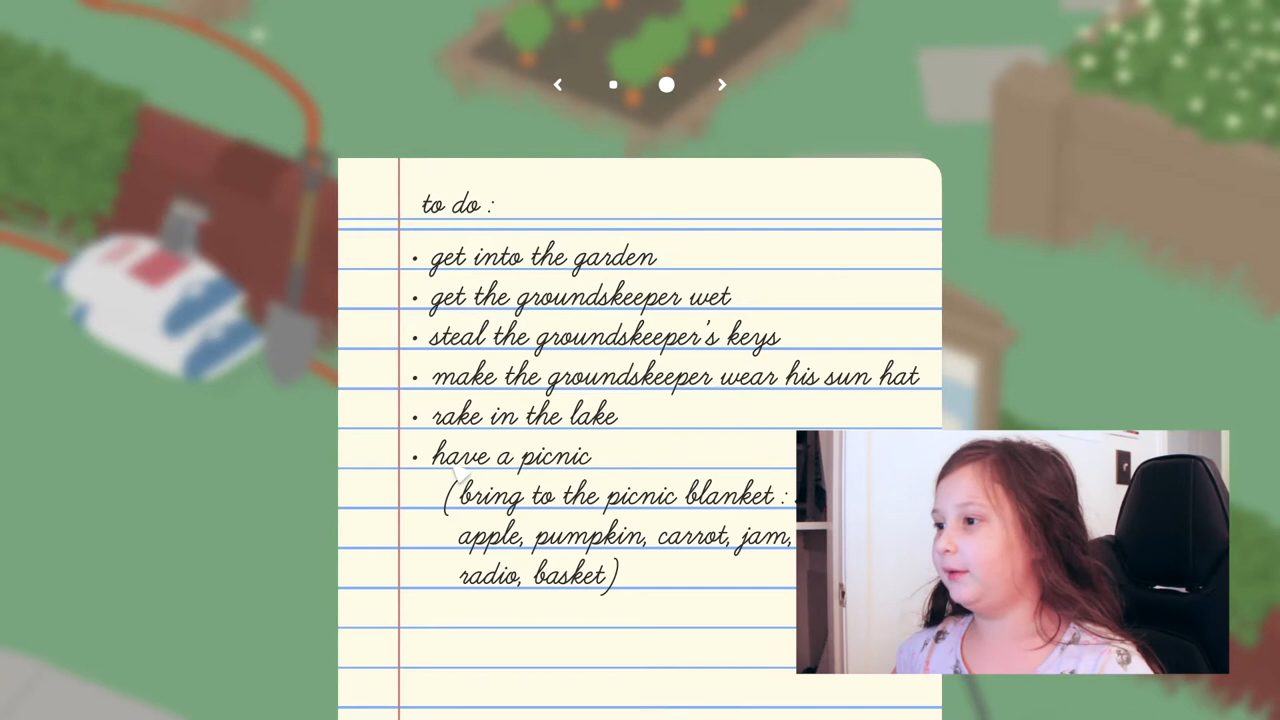 to do :
• get into the garden
• get the groundskeeper wet
• steal the groundskeeper's keys
• make the groundskeeper wear his sun hat
• rake in the lake
• have a picnic
(bring to the picnic blanket :
apple, pumpkin, carrot, jam,
radio, basket)